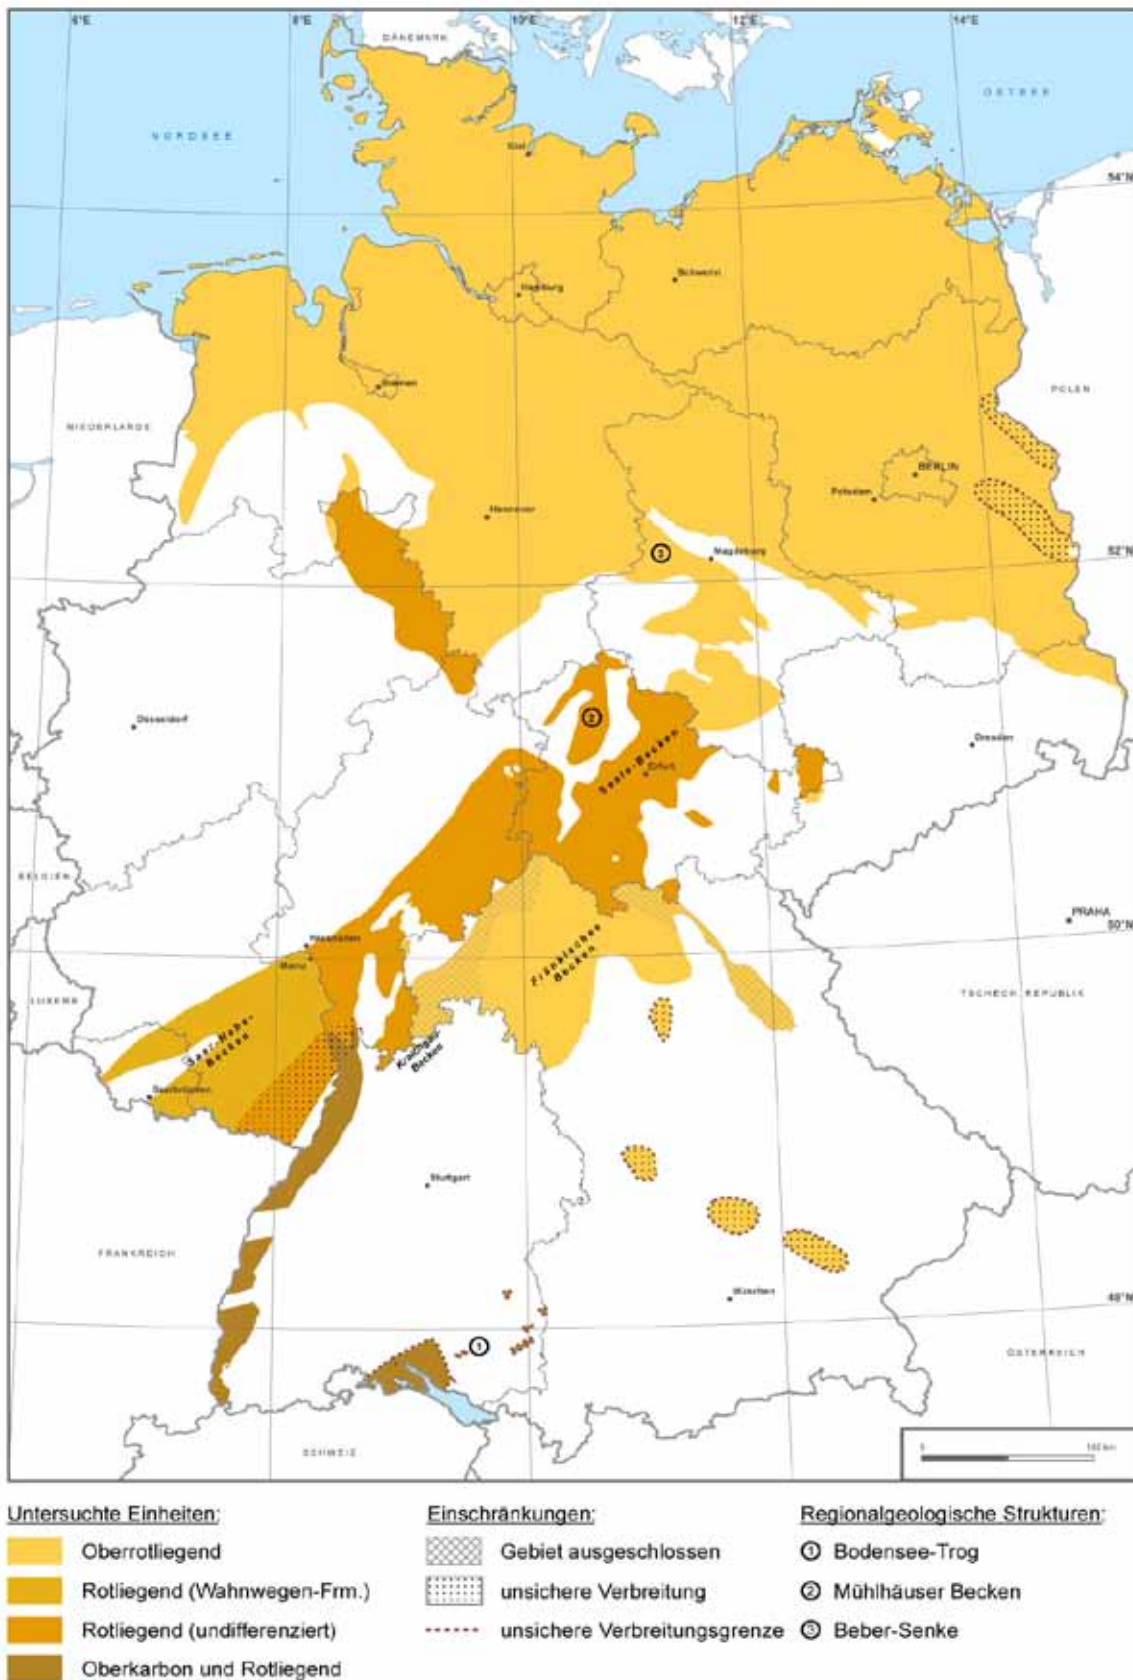 6°E
8°E
10°E
12°E
14°E
DÄNEMARK
NORDSEE
OSTSEE
Kiel
54°N
Schwerin
Hamburg
Bremen
POLEN
NIEDERLANDE
BERLIN
Potsdam
Hannover
③
Magdeburg
52°N
②
Düsseldorf
Dresden
Saale-Becken
Erfurt
BELGIEN
PRAHA
50°N
Wiesbaden
Mainz
Fränkisches
Becken
LUXEMB
TSCHECH. REPUBLIK
Saar-Nahe-
Becken
Kraichgau-
Becken
Saarbrücken
Stuttgart
FRANKREICH
München
48°N
①
ÖSTERREICH
SCHWEIZ
0
100 km
Untersuchte Einheiten:
Oberrotliegend
Rotliegend (Wahnwegen-Frm.)
Rotliegend (undifferenziert)
Oberkarbon und Rotliegend
Einschränkungen:
Gebiet ausgeschlossen
unsichere Verbreitung
unsichere Verbreitungsgrenze
Regionalgeologische Strukturen:
① Bodensee-Trog
② Mühlhäuser Becken
③ Beber-Senke